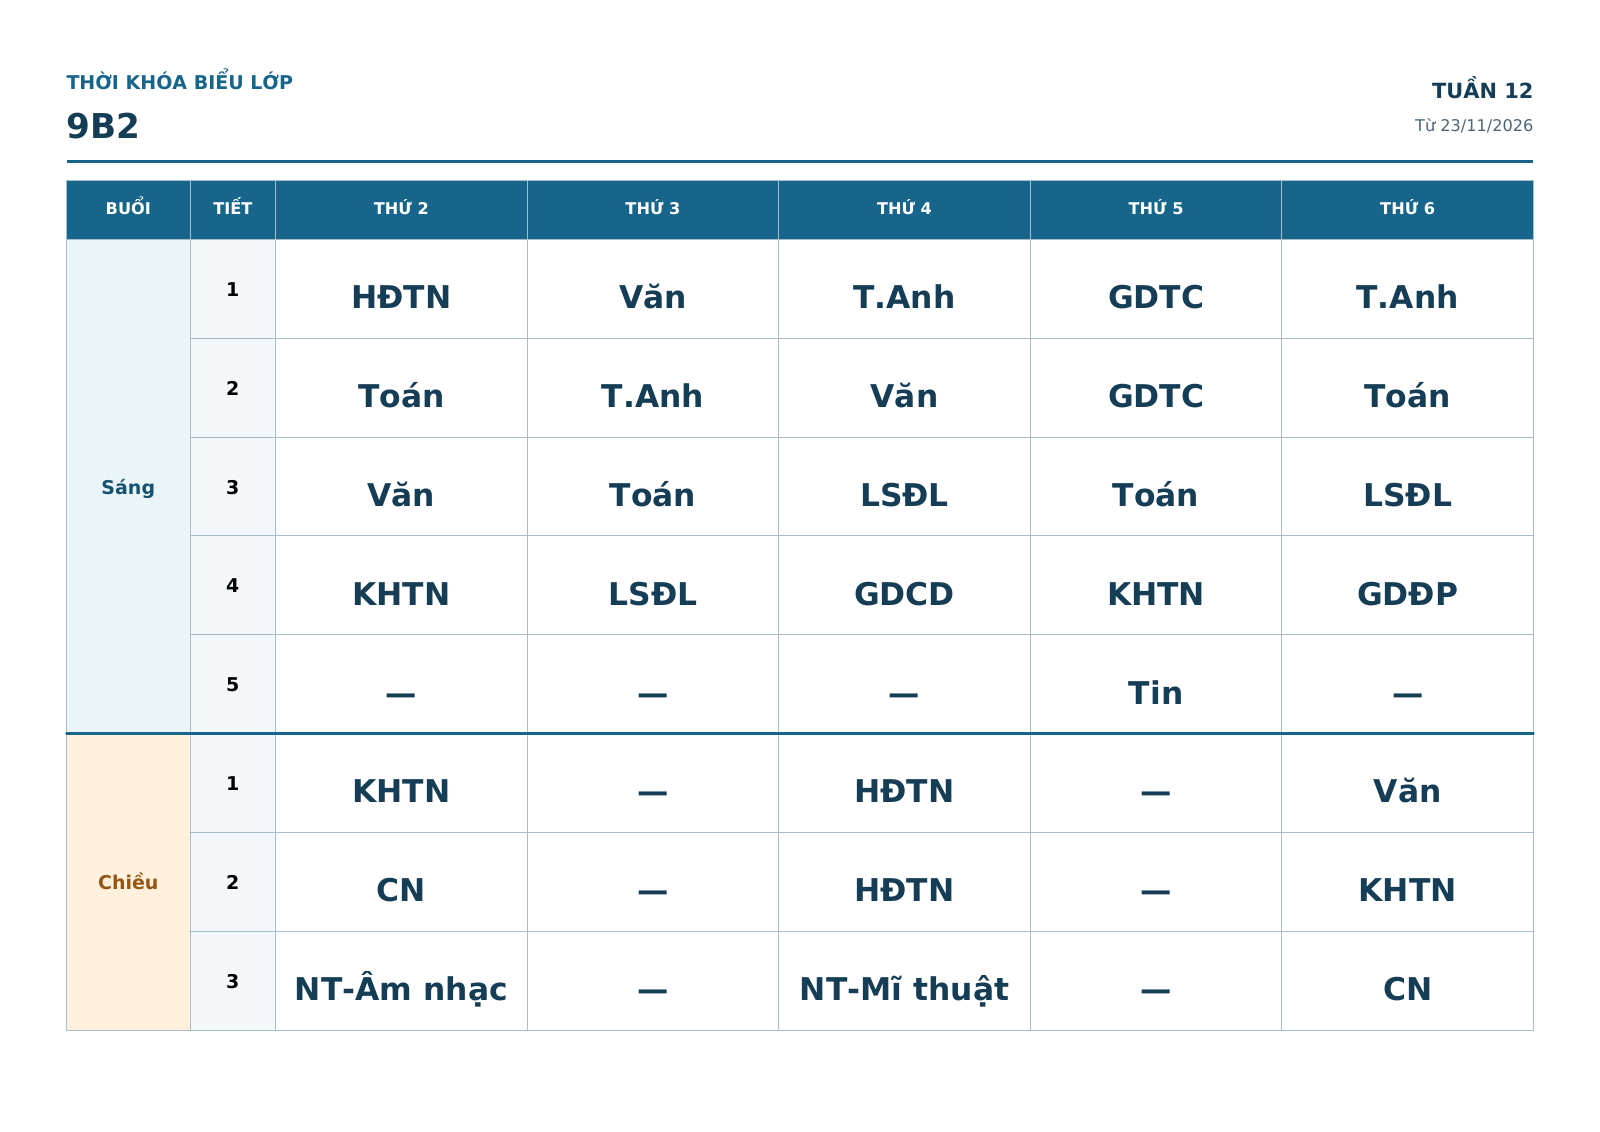 THỜI KHÓA BIỂU LỚP
9B2
TUẦN 12
Từ 23/11/2026
BUỔI TIẾT THỨ 2 THỨ 3 THỨ 4 THỨ 5 THỨ 6
Sáng
1 HĐTN Văn T.Anh GDTC T.Anh
2 Toán T.Anh Văn GDTC Toán
3 Văn Toán LSĐL Toán LSĐL
4 KHTN LSĐL GDCD KHTN GDĐP
5 — — — Tin —
Chiều
1 KHTN — HĐTN — Văn
2 CN — HĐTN — KHTN
3 NT-Âm nhạc — NT-Mĩ thuật — CN